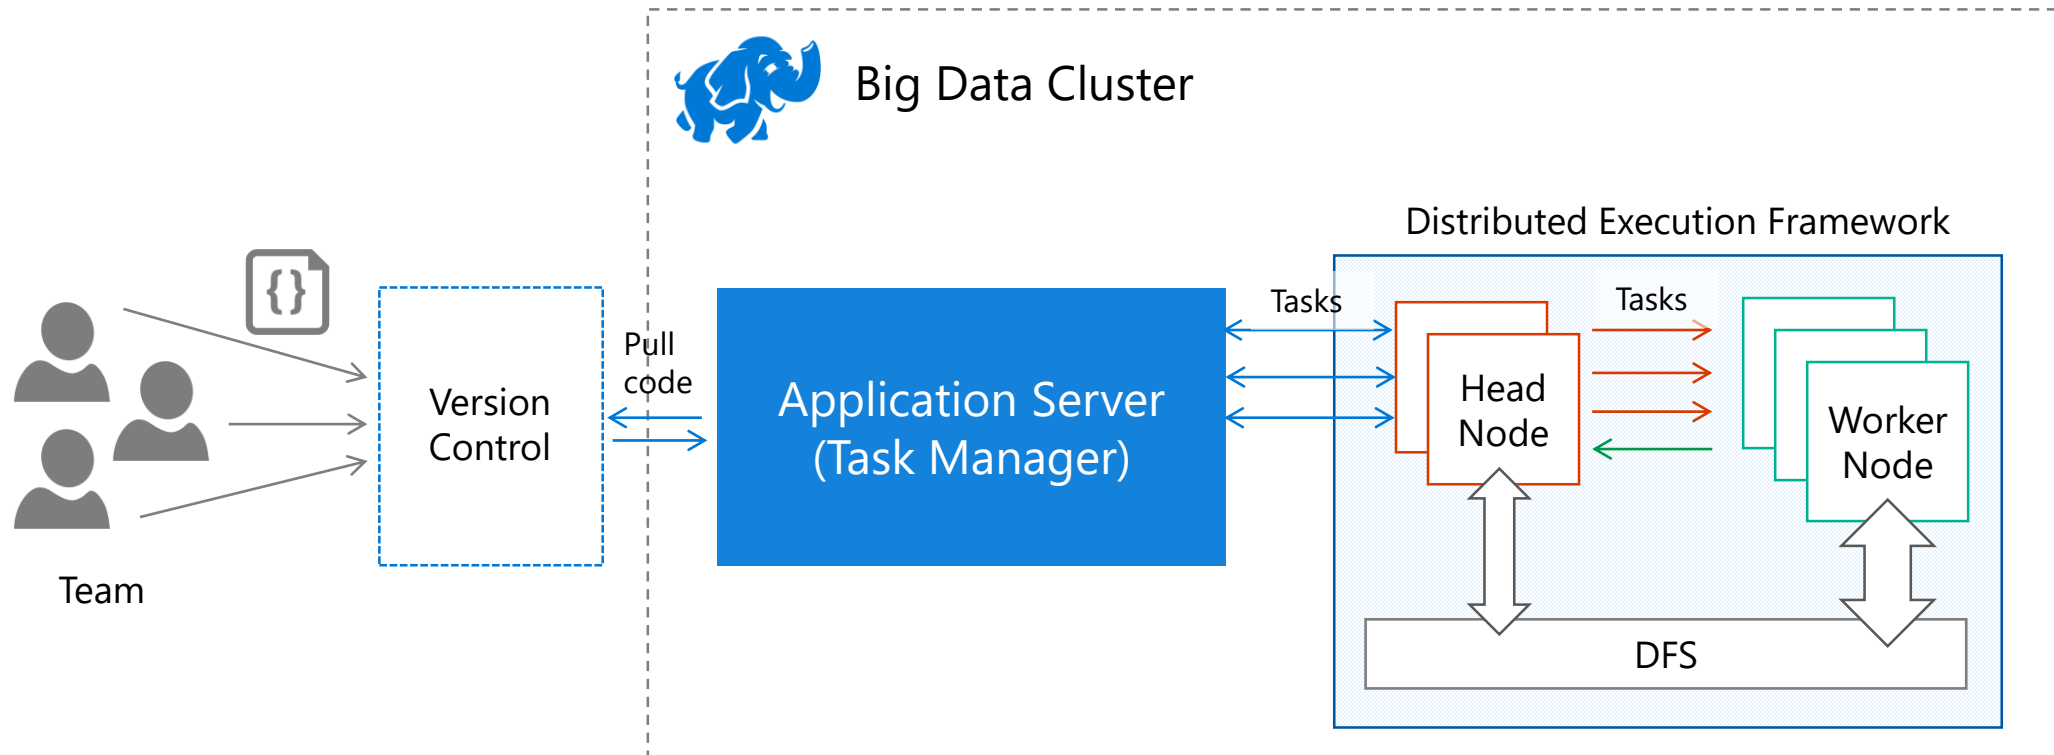 Big Data Cluster
Distributed Execution Framework
{}
Team
Version
Control
Pull
code
Application Server
(Task Manager)
Tasks
Head
Node
Tasks
Worker
Node
DFS